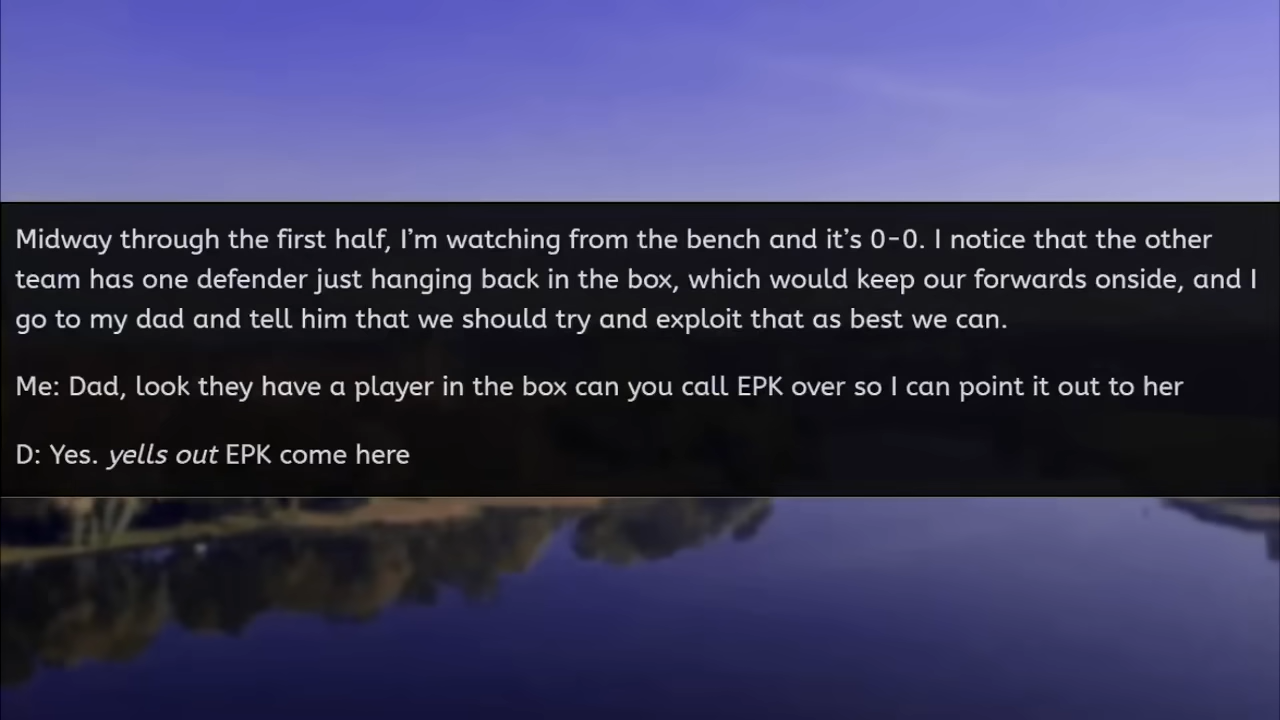 Midway through the first half, I’m watching from the bench and it’s 0-0. I notice that the other
team has one defender just hanging back in the box, which would keep our forwards onside, and I
go to my dad and tell him that we should try and exploit that as best we can.
Me: Dad, look they have a player in the box can you call EPK over so I can point it out to her
D: Yes. yells out EPK come here